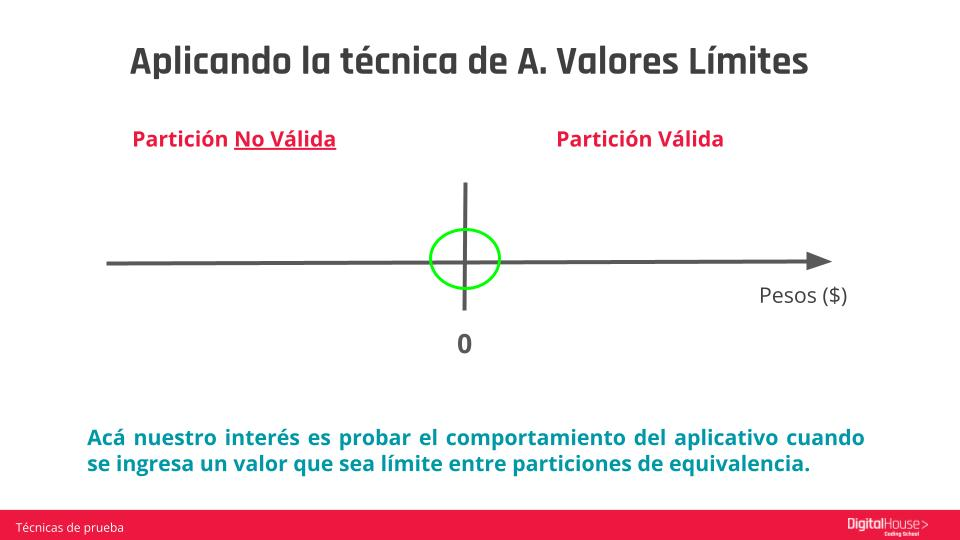 Aplicando la técnica de A. Valores Límites
Partición No Válida
Partición Válida
Pesos ($)
0
Acá nuestro interés es probar el comportamiento del aplicativo cuando
se ingresa un valor que sea límite entre particiones de equivalencia.
Técnicas de prueba
DigitalHouse>
Coding School